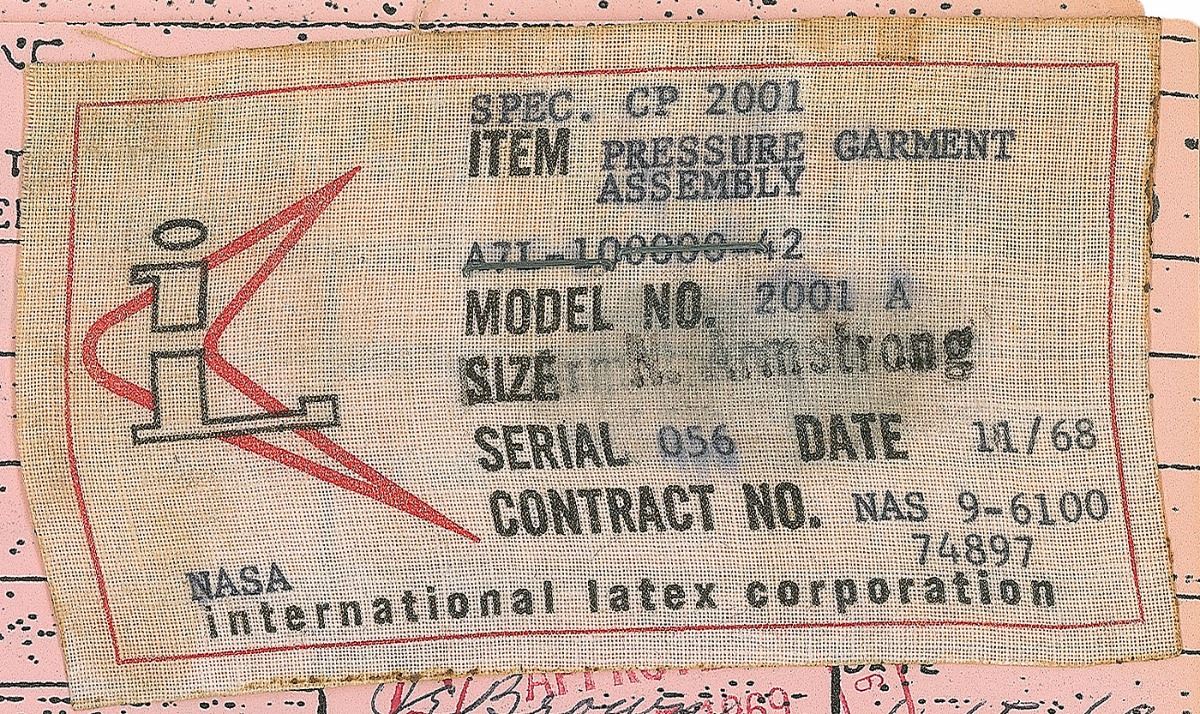 SPEC. CP 2001
ITEM PRESSURE GARMENT
ASSEMBLY
A7L-100000-42
MODEL NO. 2001 A
SIZE N. Armstrong
SERIAL 056 DATE 11/68
CONTRACT NO. NAS 9-6100
74897
NASA
international latex corporation
Brown